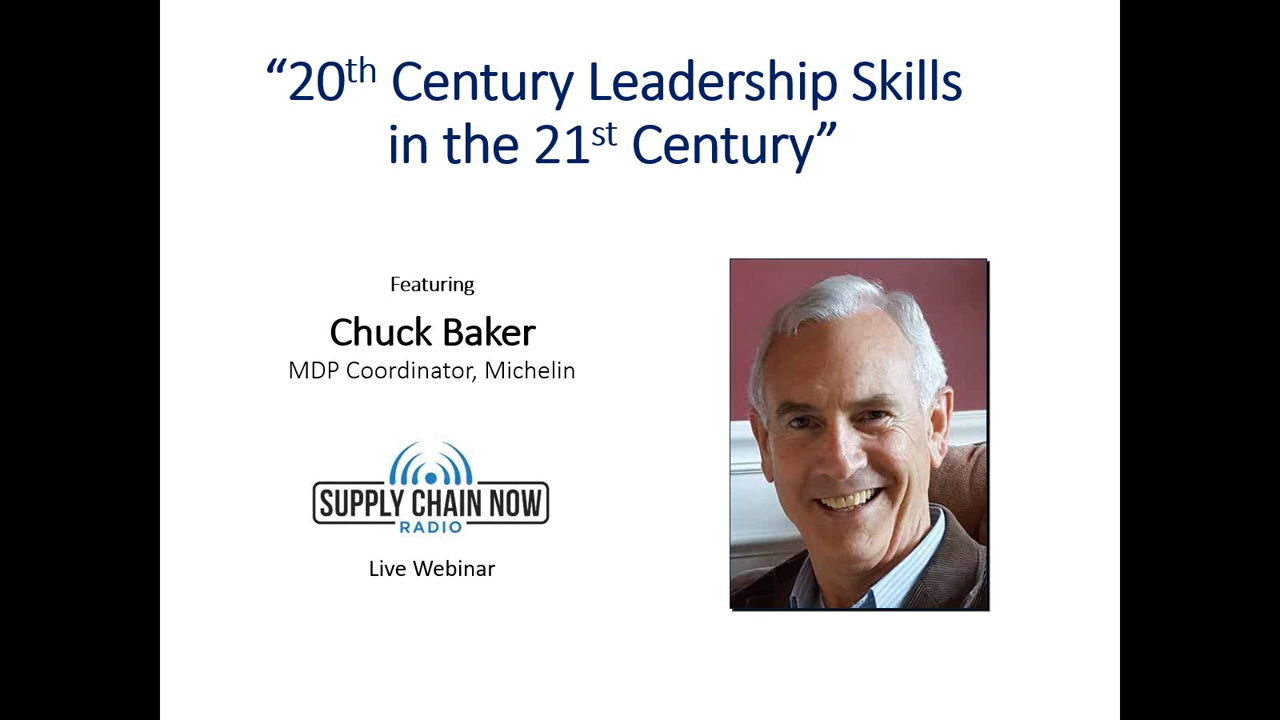 “20th Century Leadership Skills
in the 21st Century”
Featuring
Chuck Baker
MDP Coordinator, Michelin
SUPPLY CHAIN NOW
RADIO
Live Webinar